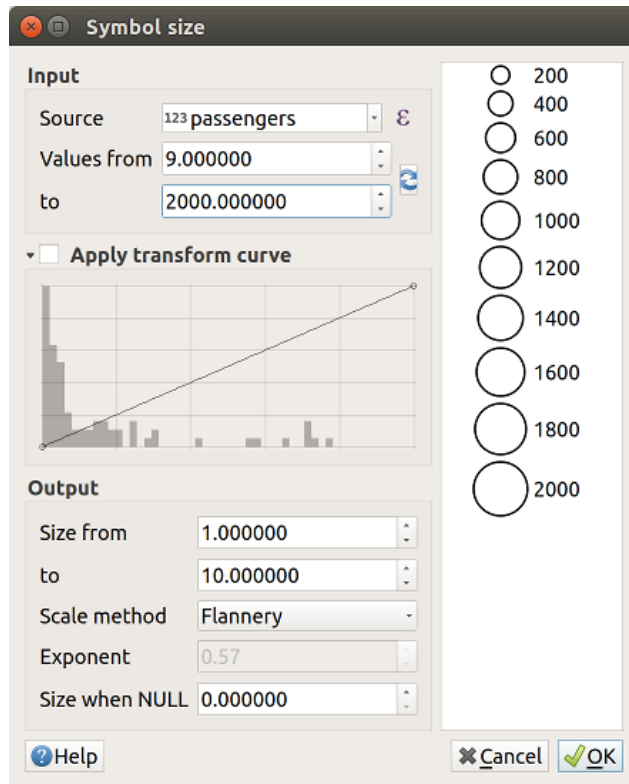 Symbol size
Input
Source 123 passengers ε
Values from 9.000000
to 2000.000000
Apply transform curve
Output
Size from 1.000000
to 10.000000
Scale method Flannery
Exponent 0.57
Size when NULL 0.000000
200
400
600
800
1000
1200
1400
1600
1800
2000
Help
Cancel OK